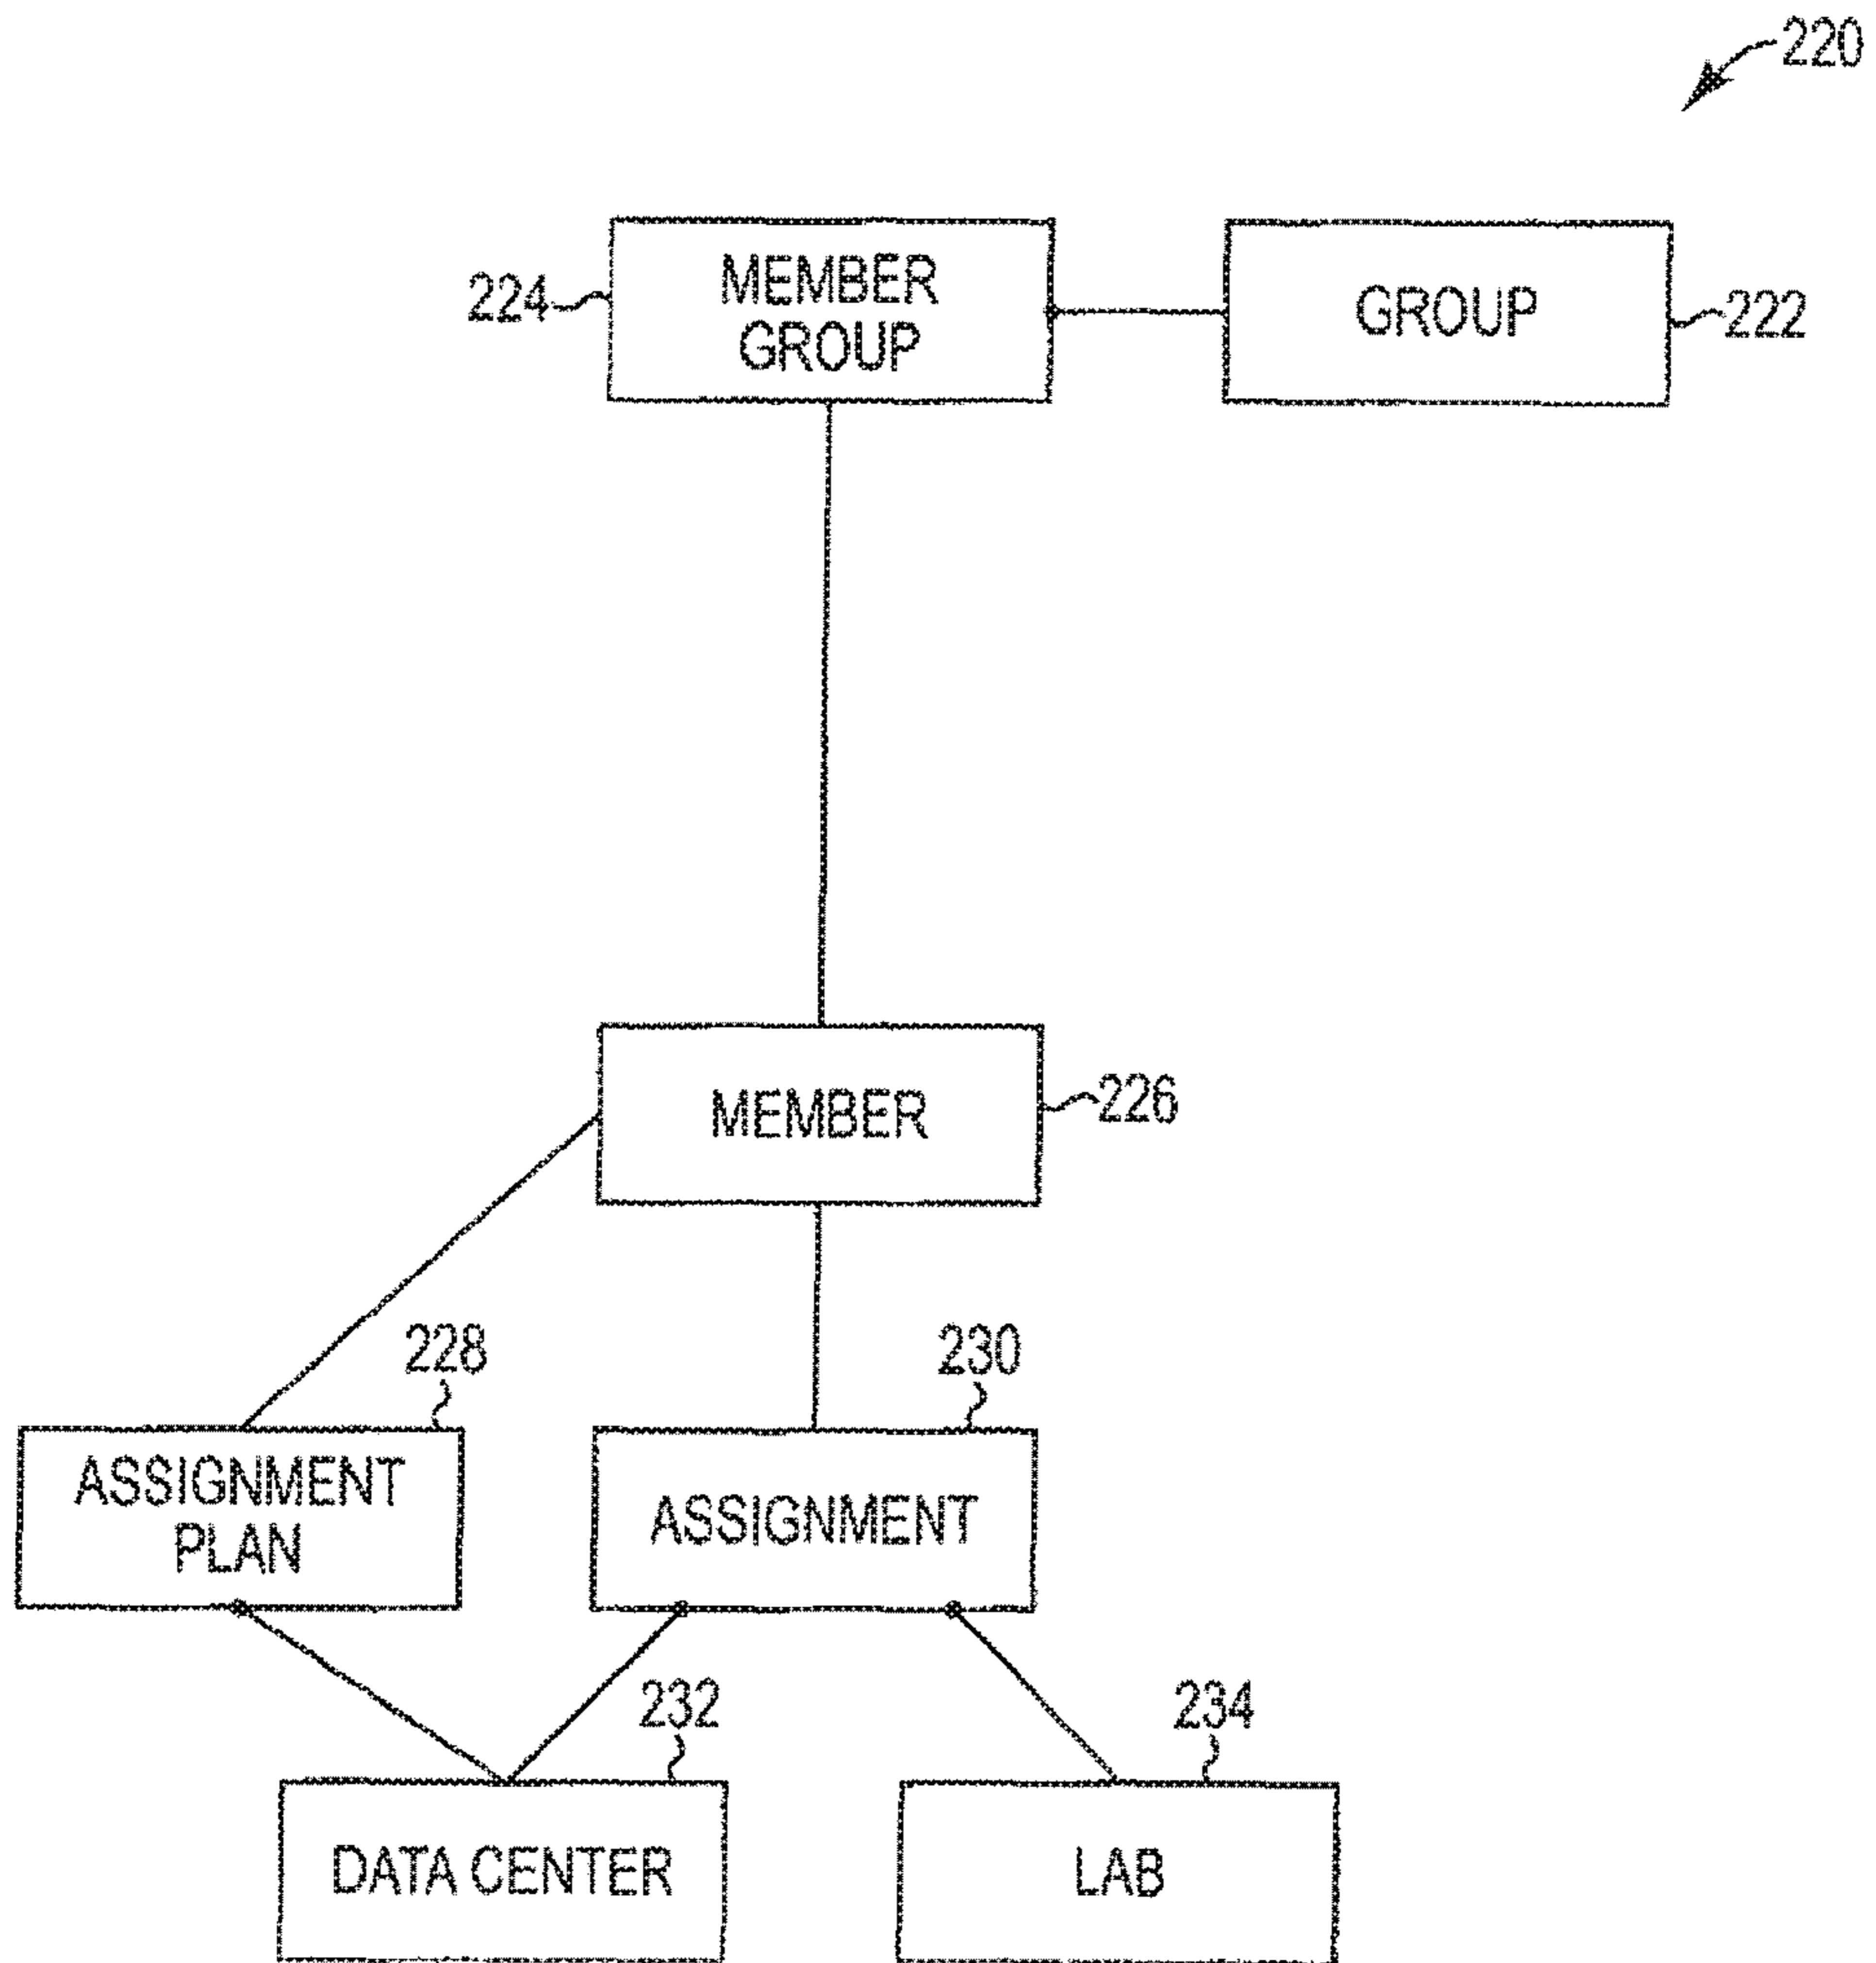 220
224
MEMBER
GROUP
GROUP
222
MEMBER
226
228
230
ASSIGNMENT
PLAN
ASSIGNMENT
232
234
DATA CENTER
LAB